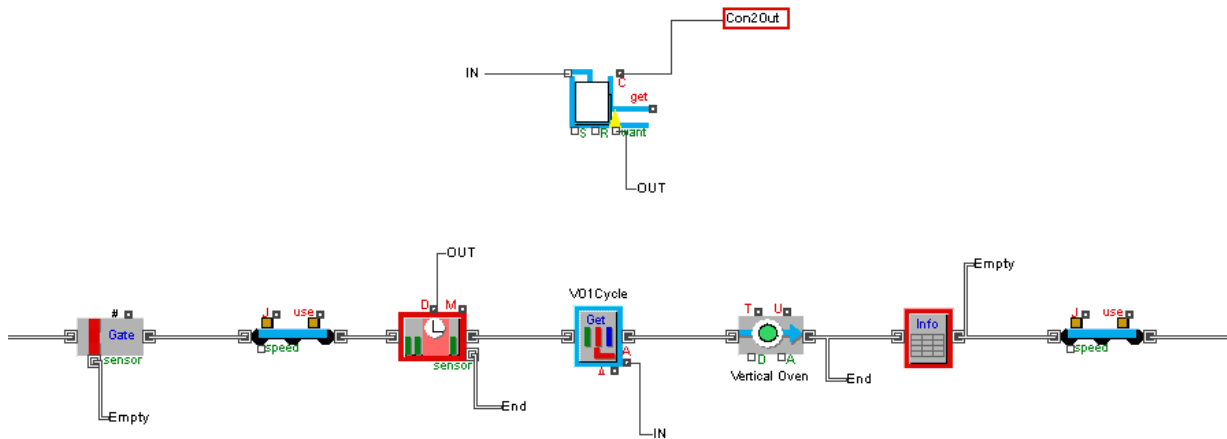 Con2Out
IN
C
get
S R want
OUT
OUT
Empty
V01Cycle
# J use D M T U J use
Gate Get Info
sensor speed sensor A speed
D A
Vertical Oven
End
Empty End
IN